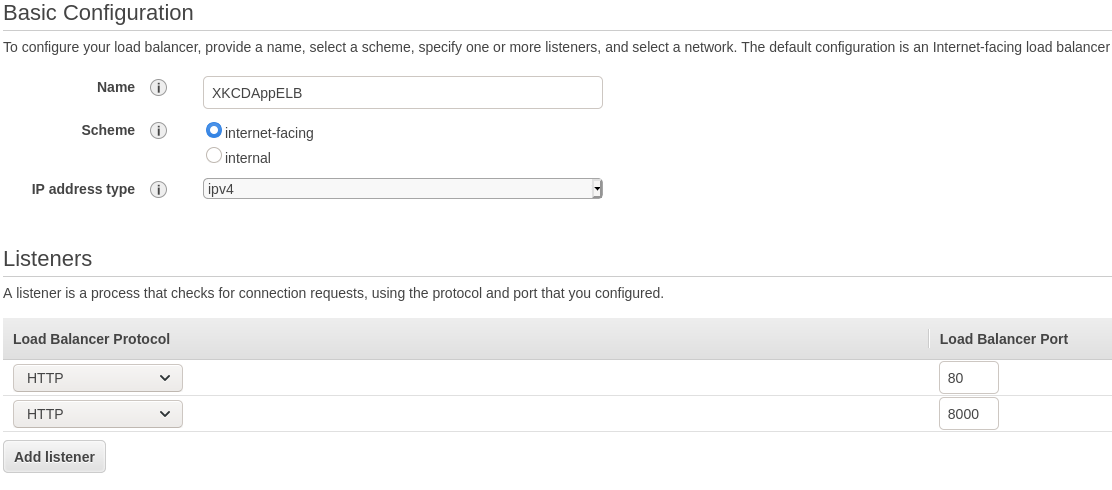 Basic Configuration
To configure your load balancer, provide a name, select a scheme, specify one or more listeners, and select a network. The default configuration is an Internet-facing load balancer
Name i XKCDAppELB
Scheme i internet-facing
internal
IP address type i ipv4
Listeners
A listener is a process that checks for connection requests, using the protocol and port that you configured.
Load Balancer Protocol Load Balancer Port
HTTP 80
HTTP 8000
Add listener